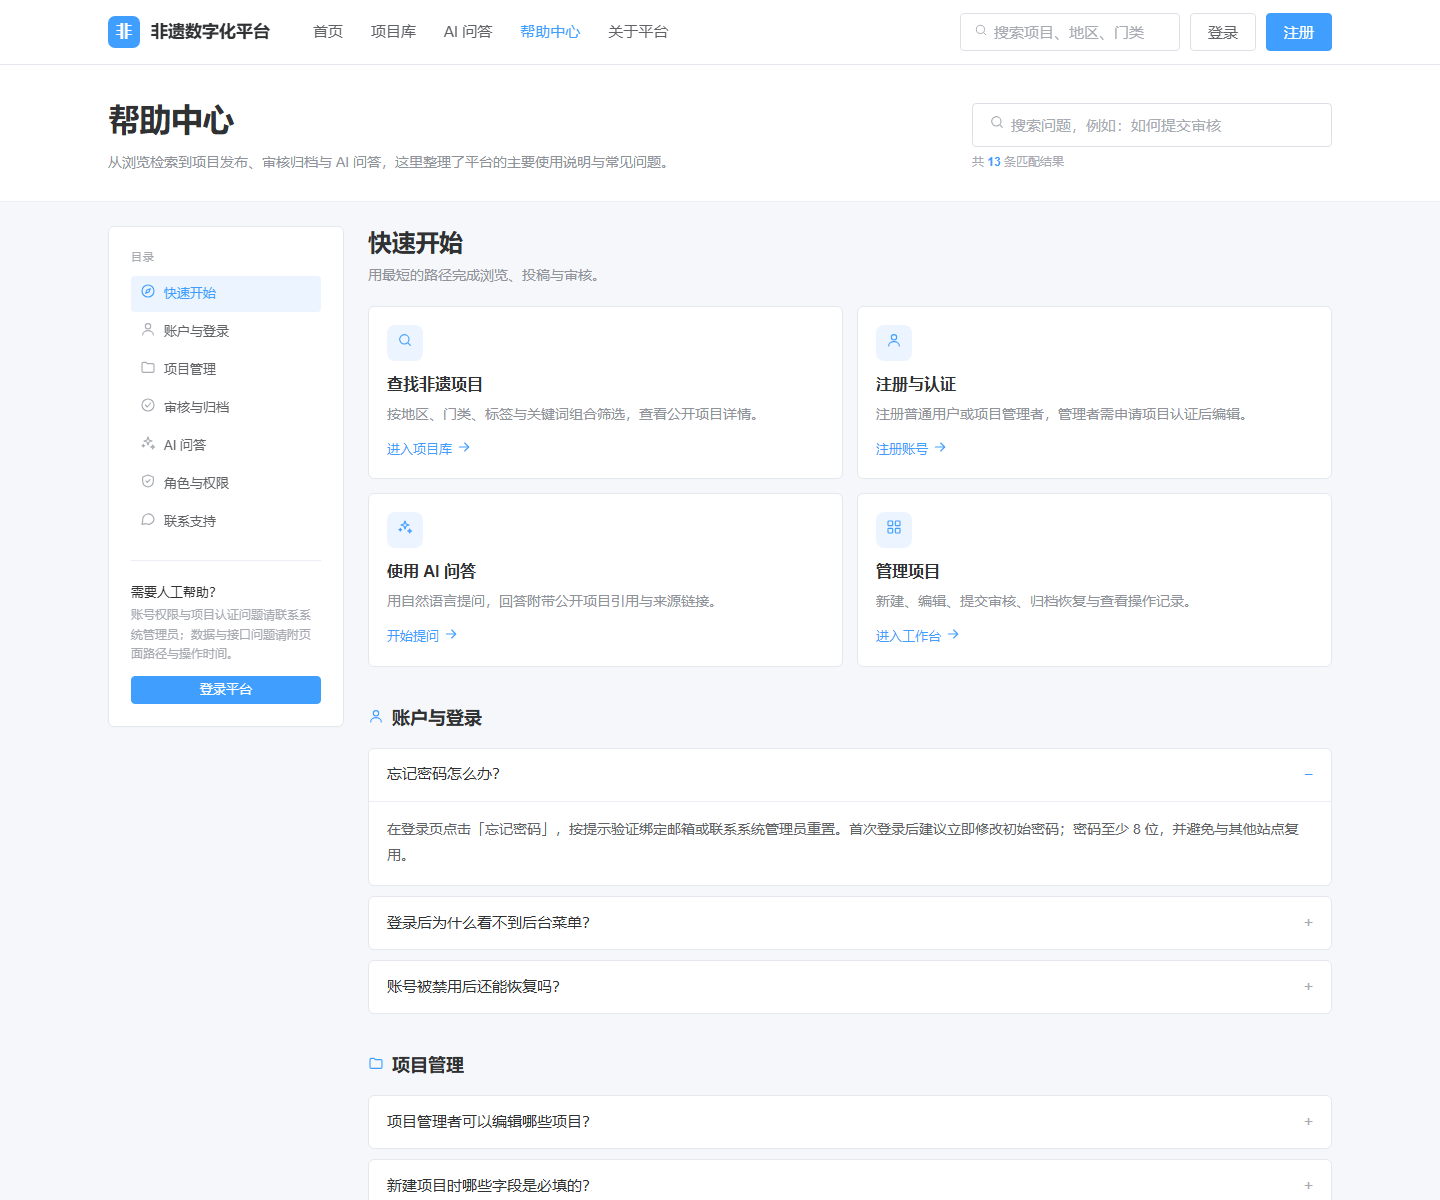 非 非遗数字化平台 首页 项目库 AI 问答 帮助中心 关于平台 搜索项目、地区、门类 登录 注册
帮助中心
从浏览检索到项目发布、审核归档与 AI 问答，这里整理了平台的主要使用说明与常见问题。
搜索问题，例如：如何提交审核
共 13 条匹配结果
目录
快速开始
账户与登录
项目管理
审核与归档
AI 问答
角色与权限
联系支持
需要人工帮助？
账号权限与项目认证问题请联系系
统管理员；数据与接口问题请附页
面路径与操作时间。
登录平台
快速开始
用最短的路径完成浏览、投稿与审核。
查找非遗项目
按地区、门类、标签与关键词组合筛选，查看公开项目详情。
进入项目库 →
注册与认证
注册普通用户或项目管理者，管理者需申请项目认证后编辑。
注册账号 →
使用 AI 问答
用自然语言提问，回答附带公开项目引用与来源链接。
开始提问 →
管理项目
新建、编辑、提交审核、归档恢复与查看操作记录。
进入工作台 →
账户与登录
忘记密码怎么办？ −
在登录页点击「忘记密码」，按提示验证绑定邮箱或联系系统管理员重置。首次登录后建议立即修改初始密码；密码至少 8 位，并避免与其他站点复
用。
登录后为什么看不到后台菜单？ +
账号被禁用后还能恢复吗？ +
项目管理
项目管理者可以编辑哪些项目？ +
新建项目时哪些字段是必填的？ +